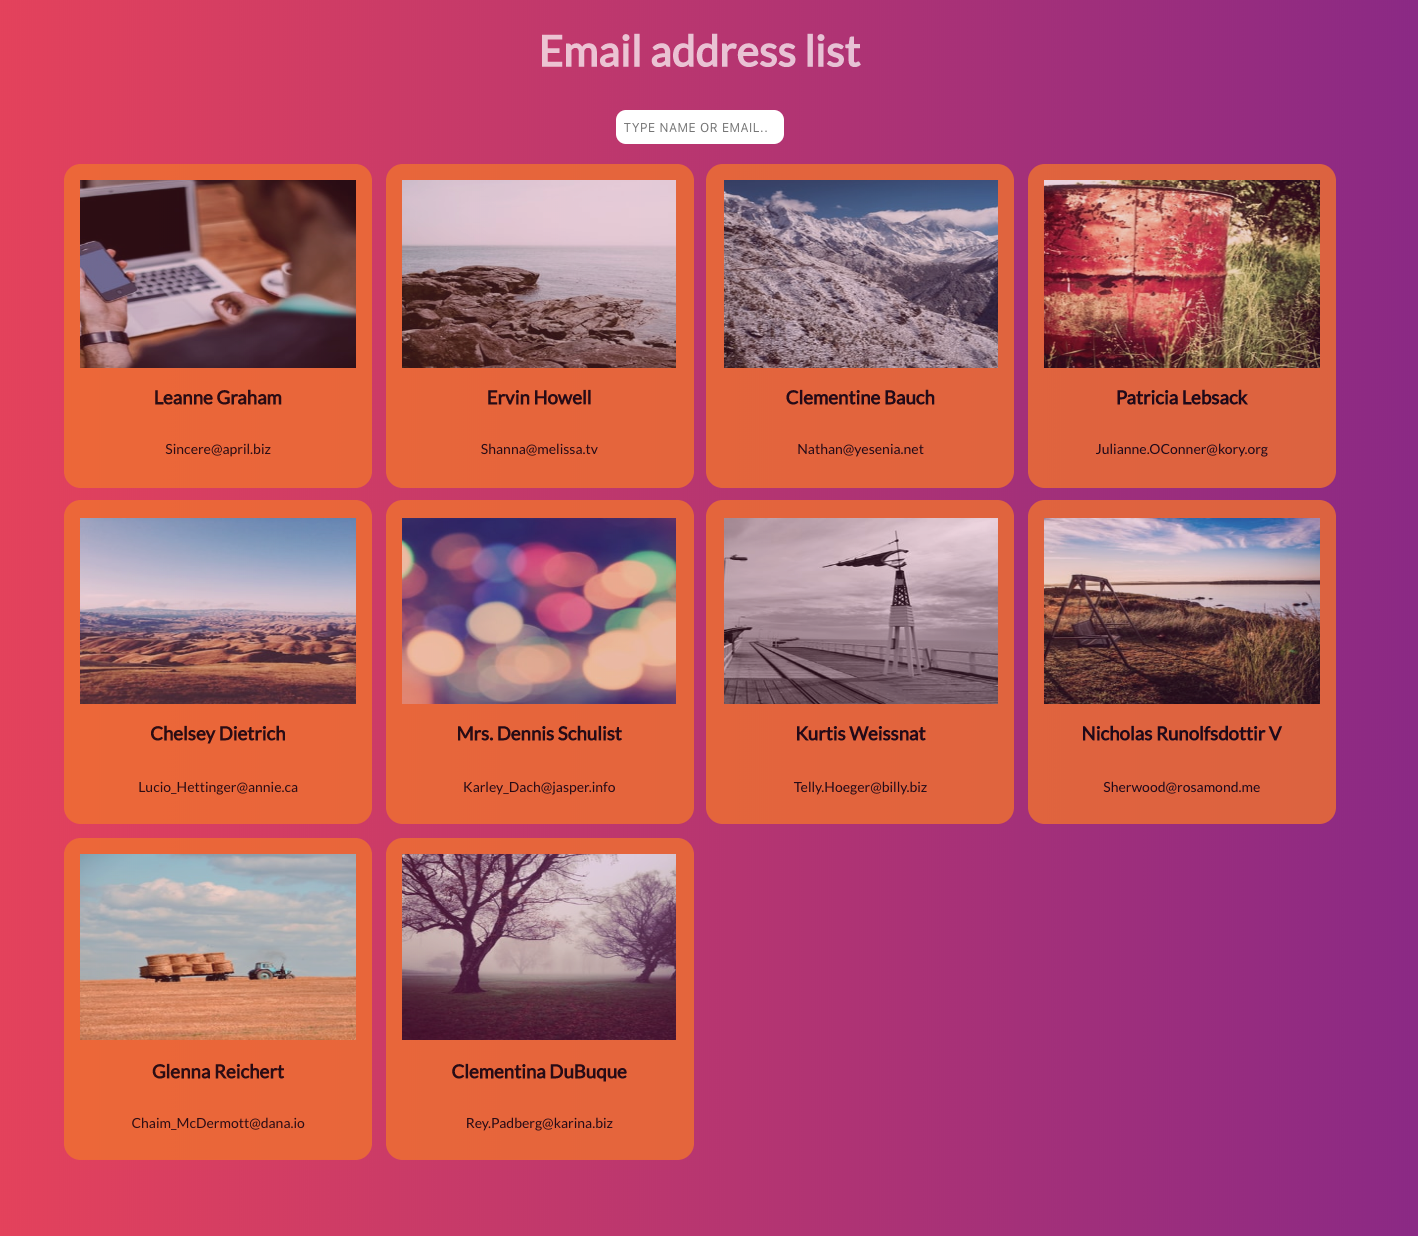 Email address list
TYPE NAME OR EMAIL..
Leanne Graham
Sincere@april.biz
Ervin Howell
Shanna@melissa.tv
Clementine Bauch
Nathan@yesenia.net
Patricia Lebsack
Julianne.OConner@kory.org
Chelsey Dietrich
Lucio_Hettinger@annie.ca
Mrs. Dennis Schulist
Karley_Dach@jasper.info
Kurtis Weissnat
Telly.Hoeger@billy.biz
Nicholas Runolfsdottir V
Sherwood@rosamond.me
Glenna Reichert
Chaim_McDermott@dana.io
Clementina DuBuque
Rey.Padberg@karina.biz